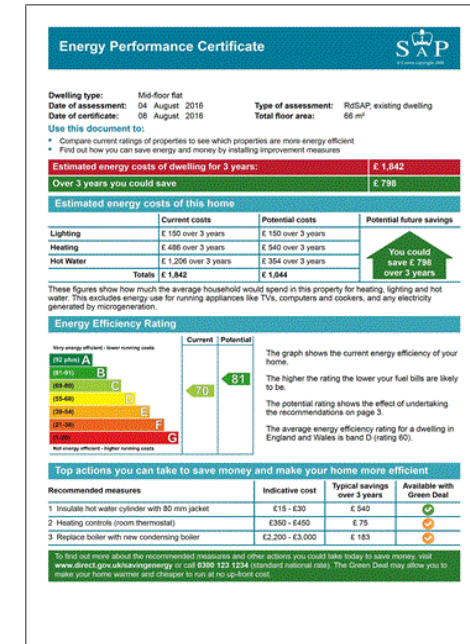 Energy Performance Certificate
SAP
Dwelling type: Mid-floor flat
Date of assessment: 04 August 2016 Type of assessment: RdSAP, existing dwelling
Date of certificate: 08 August 2016 Total floor area: 66 m²
Use this document to:
• Compare current ratings of properties to see which properties are more energy efficient
• Find out how you can save energy and money by installing improvement measures
Estimated energy costs of dwelling for 3 years: £ 1,842
Over 3 years you could save £ 798
Estimated energy costs of this home
Current costs Potential costs Potential future savings
Lighting £ 150 over 3 years £ 150 over 3 years
Heating £ 486 over 3 years £ 540 over 3 years
Hot Water £ 1,206 over 3 years £ 354 over 3 years
Totals £ 1,842 £ 1,044
You could
save £ 798
over 3 years
These figures show how much the average household would spend in this property for heating, lighting and hot
water. This excludes energy use for running appliances like TVs, computers and cookers, and any electricity
generated by microgeneration.
Energy Efficiency Rating
Current Potential
Very energy efficient - lower running costs
(92 plus) A
(81-91) B
(69-80) C
(55-68) D
(39-54) E
(21-38) F
(1-20) G
Not energy efficient - higher running costs
70
81
The graph shows the current energy efficiency of your
home.
The higher the rating the lower your fuel bills are likely
to be.
The potential rating shows the effect of undertaking
the recommendations on page 3.
The average energy efficiency rating for a dwelling in
England and Wales is band D (rating 60).
Top actions you can take to save money and make your home more efficient
Recommended measures Indicative cost Typical savings over 3 years Available with Green Deal
1 Insulate hot water cylinder with 80 mm jacket £15 - £30 £ 540
2 Heating controls (room thermostat) £350 - £450 £ 75
3 Replace boiler with new condensing boiler £2,200 - £3,000 £ 183
To find out more about the recommended measures and other actions you could take today to save money, visit
www.direct.gov.uk/savingenergy or call 0300 123 1234 (standard national rate). The Green Deal may allow you to
make your home warmer and cheaper to run at no up-front cost.